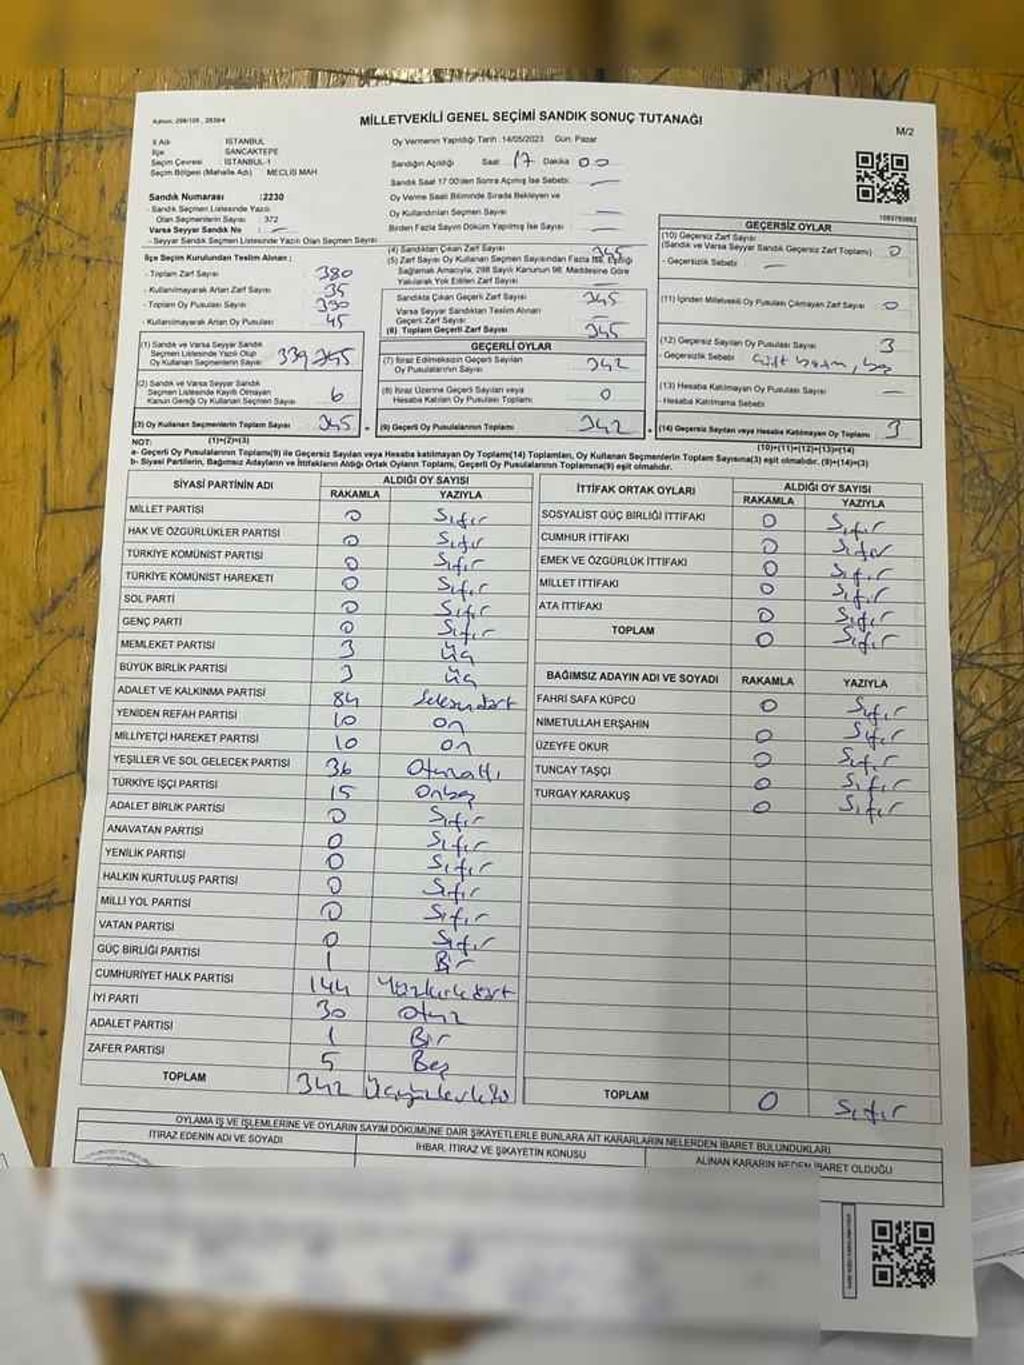 MİLLETVEKİLİ GENEL SEÇİMİ SANDIK SONUÇ TUTANAĞI
M/2
İl Adı İSTANBUL
İlçe SANCAKTEPE
Seçim Çevresi İSTANBUL-1
Seçim Bölgesi (Mahalle Adı) MECLİS MAH
Oy Vermenin Yapıldığı Tarih : 14/05/2023 Gün: Pazar
Sandığın Açıldığı Saat 17 Dakika 00
Sandık Saat 17:00'den Sonra Açılmış İse Sebebi:
Oy Verme Saati Bitiminde Sırada Bekleyen ve
Oy Kullandırılan Seçmen Sayısı
Birden Fazla Sayım Döküm Yapılmış İse Sayısı
Sandık Numarası : 2230
- Sandık Seçmen Listesinde Yazılı
Olan Seçmenlerin Sayısı : 372
Varsa Seyyar Sandık No :
- Seyyar Sandık Seçmen Listesinde Yazılı Olan Seçmen Sayısı
İlçe Seçim Kurulundan Teslim Alınan ;
- Toplam Zarf Sayısı 380
- Kullanılmayarak Artan Zarf Sayısı 35
- Toplam Oy Pusulası Sayısı 390
- Kullanılmayarak Artan Oy Pusulası 45
(1) Sandık ve Varsa Seyyar Sandık
Seçmen Listesinde Yazılı Olup
Oy Kullanan Seçmenlerin Sayısı 339
(2) Sandık ve Varsa Seyyar Sandık
Seçmen Listesinde Kayıtlı Olmayan
Kanun Gereği Oy Kullanan Seçmen Sayısı 6
(3) Oy Kullanan Seçmenlerin Toplam Sayısı 345
(1)+(2)=(3)
(4) Sandıktan Çıkan Zarf Sayısı 345
(5) Zarf Sayısı Oy Kullanan Seçmen Sayısından Fazla İse, Eşitliği
Sağlamak Amacıyla, 298 Sayılı Kanunun 98. Maddesine Göre
Yakılarak Yok Edilen Zarf Sayısı
Sandıkta Çıkan Geçerli Zarf Sayısı 345
Varsa Seyyar Sandıktan Teslim Alınan
Geçerli Zarf Sayısı
(6) Toplam Geçerli Zarf Sayısı 345
GEÇERLİ OYLAR
(7) İtiraz Edilmeksizin Geçerli Sayılan
Oy Pusulalarının Sayısı 342
(8) İtiraz Üzerine Geçerli Sayılan veya
Hesaba Katılan Oy Pusulası Toplamı 0
(9) Geçerli Oy Pusulalarının Toplamı 342
GEÇERSİZ OYLAR
(10) Geçersiz Zarf Sayısı
(Sandık ve Varsa Seyyar Sandık Geçersiz Zarf Toplamı) 0
- Geçersizlik Sebebi
(11) İçinden Milletvekili Oy Pusulası Çıkmayan Zarf Sayısı 0
(12) Geçersiz Sayılan Oy Pusulası Sayısı 3
- Geçersizlik Sebebi
(13) Hesaba Katılmayan Oy Pusulası Sayısı
- Hesaba Katılmama Sebebi
(14) Geçersiz Sayılan veya Hesaba Katılmayan Oy Toplamı 3
(10)+(11)+(12)+(13)=(14)
NOT:
a- Geçerli Oy Pusulalarının Toplamı(9) ile Geçersiz Sayılan veya Hesaba katılmayan Oy Toplamı(14) Toplamları, Oy Kullanan Seçmenlerin Toplam Sayısına(3) eşit olmalıdır. (9)+(14)=(3)
b- Siyasi Partilerin, Bağımsız Adayların ve İttifakların Aldığı Ortak Oyların Toplamı, Geçerli Oy Pusulalarının Toplamına(9) eşit olmalıdır.
SİYASİ PARTİNİN ADI ALDIĞI OY SAYISI
RAKAMLA YAZIYLA
MİLLET PARTİSİ 0 Sıfır
HAK VE ÖZGÜRLÜKLER PARTİSİ 0 Sıfır
TÜRKİYE KOMÜNİST PARTİSİ 0 Sıfır
TÜRKİYE KOMÜNİST HAREKETİ 0 Sıfır
SOL PARTİ 0 Sıfır
GENÇ PARTİ 0 Sıfır
MEMLEKET PARTİSİ 3 üç
BÜYÜK BİRLİK PARTİSİ 3 üç
ADALET VE KALKINMA PARTİSİ 84 Seksendört
YENİDEN REFAH PARTİSİ 10 on
MİLLİYETÇİ HAREKET PARTİSİ 10 on
YEŞİLLER VE SOL GELECEK PARTİSİ 36 Otuzaltı
TÜRKİYE İŞÇİ PARTİSİ 15 Onbeş
ADALET BİRLİK PARTİSİ 0 Sıfır
ANAVATAN PARTİSİ 0 Sıfır
YENİLİK PARTİSİ 0 Sıfır
HALKIN KURTULUŞ PARTİSİ 0 Sıfır
MİLLİ YOL PARTİSİ 0 Sıfır
VATAN PARTİSİ 0 Sıfır
GÜÇ BİRLİĞİ PARTİSİ 1 Bir
CUMHURİYET HALK PARTİSİ 144 Yüzkırkdört
İYİ PARTİ 30 otuz
ADALET PARTİSİ 1 Bir
ZAFER PARTİSİ 5 Beş
TOPLAM 342
İTTİFAK ORTAK OYLARI ALDIĞI OY SAYISI
RAKAMLA YAZIYLA
SOSYALİST GÜÇ BİRLİĞİ İTTİFAKI 0 Sıfır
CUMHUR İTTİFAKI 0 Sıfır
EMEK VE ÖZGÜRLÜK İTTİFAKI 0 Sıfır
MİLLET İTTİFAKI 0 Sıfır
ATA İTTİFAKI 0 Sıfır
TOPLAM 0 Sıfır
BAĞIMSIZ ADAYIN ADI VE SOYADI RAKAMLA YAZIYLA
FAHRİ SAFA KÜPCÜ 0 Sıfır
NİMETULLAH ERŞAHİN 0 Sıfır
ÜZEYFE OKUR 0 Sıfır
TUNCAY TAŞÇI 0 Sıfır
TURGAY KARAKUŞ 0 Sıfır
TOPLAM 0 Sıfır
OYLAMA İŞ VE İŞLEMLERİNE VE OYLARIN SAYIM DÖKÜMÜNE DAİR ŞİKAYETLERLE BUNLARA AİT KARARLARIN NELERDEN İBARET BULUNDUKLARI
İTİRAZ EDENİN ADI VE SOYADI
İHBAR, İTİRAZ VE ŞİKAYETİN KONUSU
ALINAN KARARIN NEDEN İBARET OLDUĞU